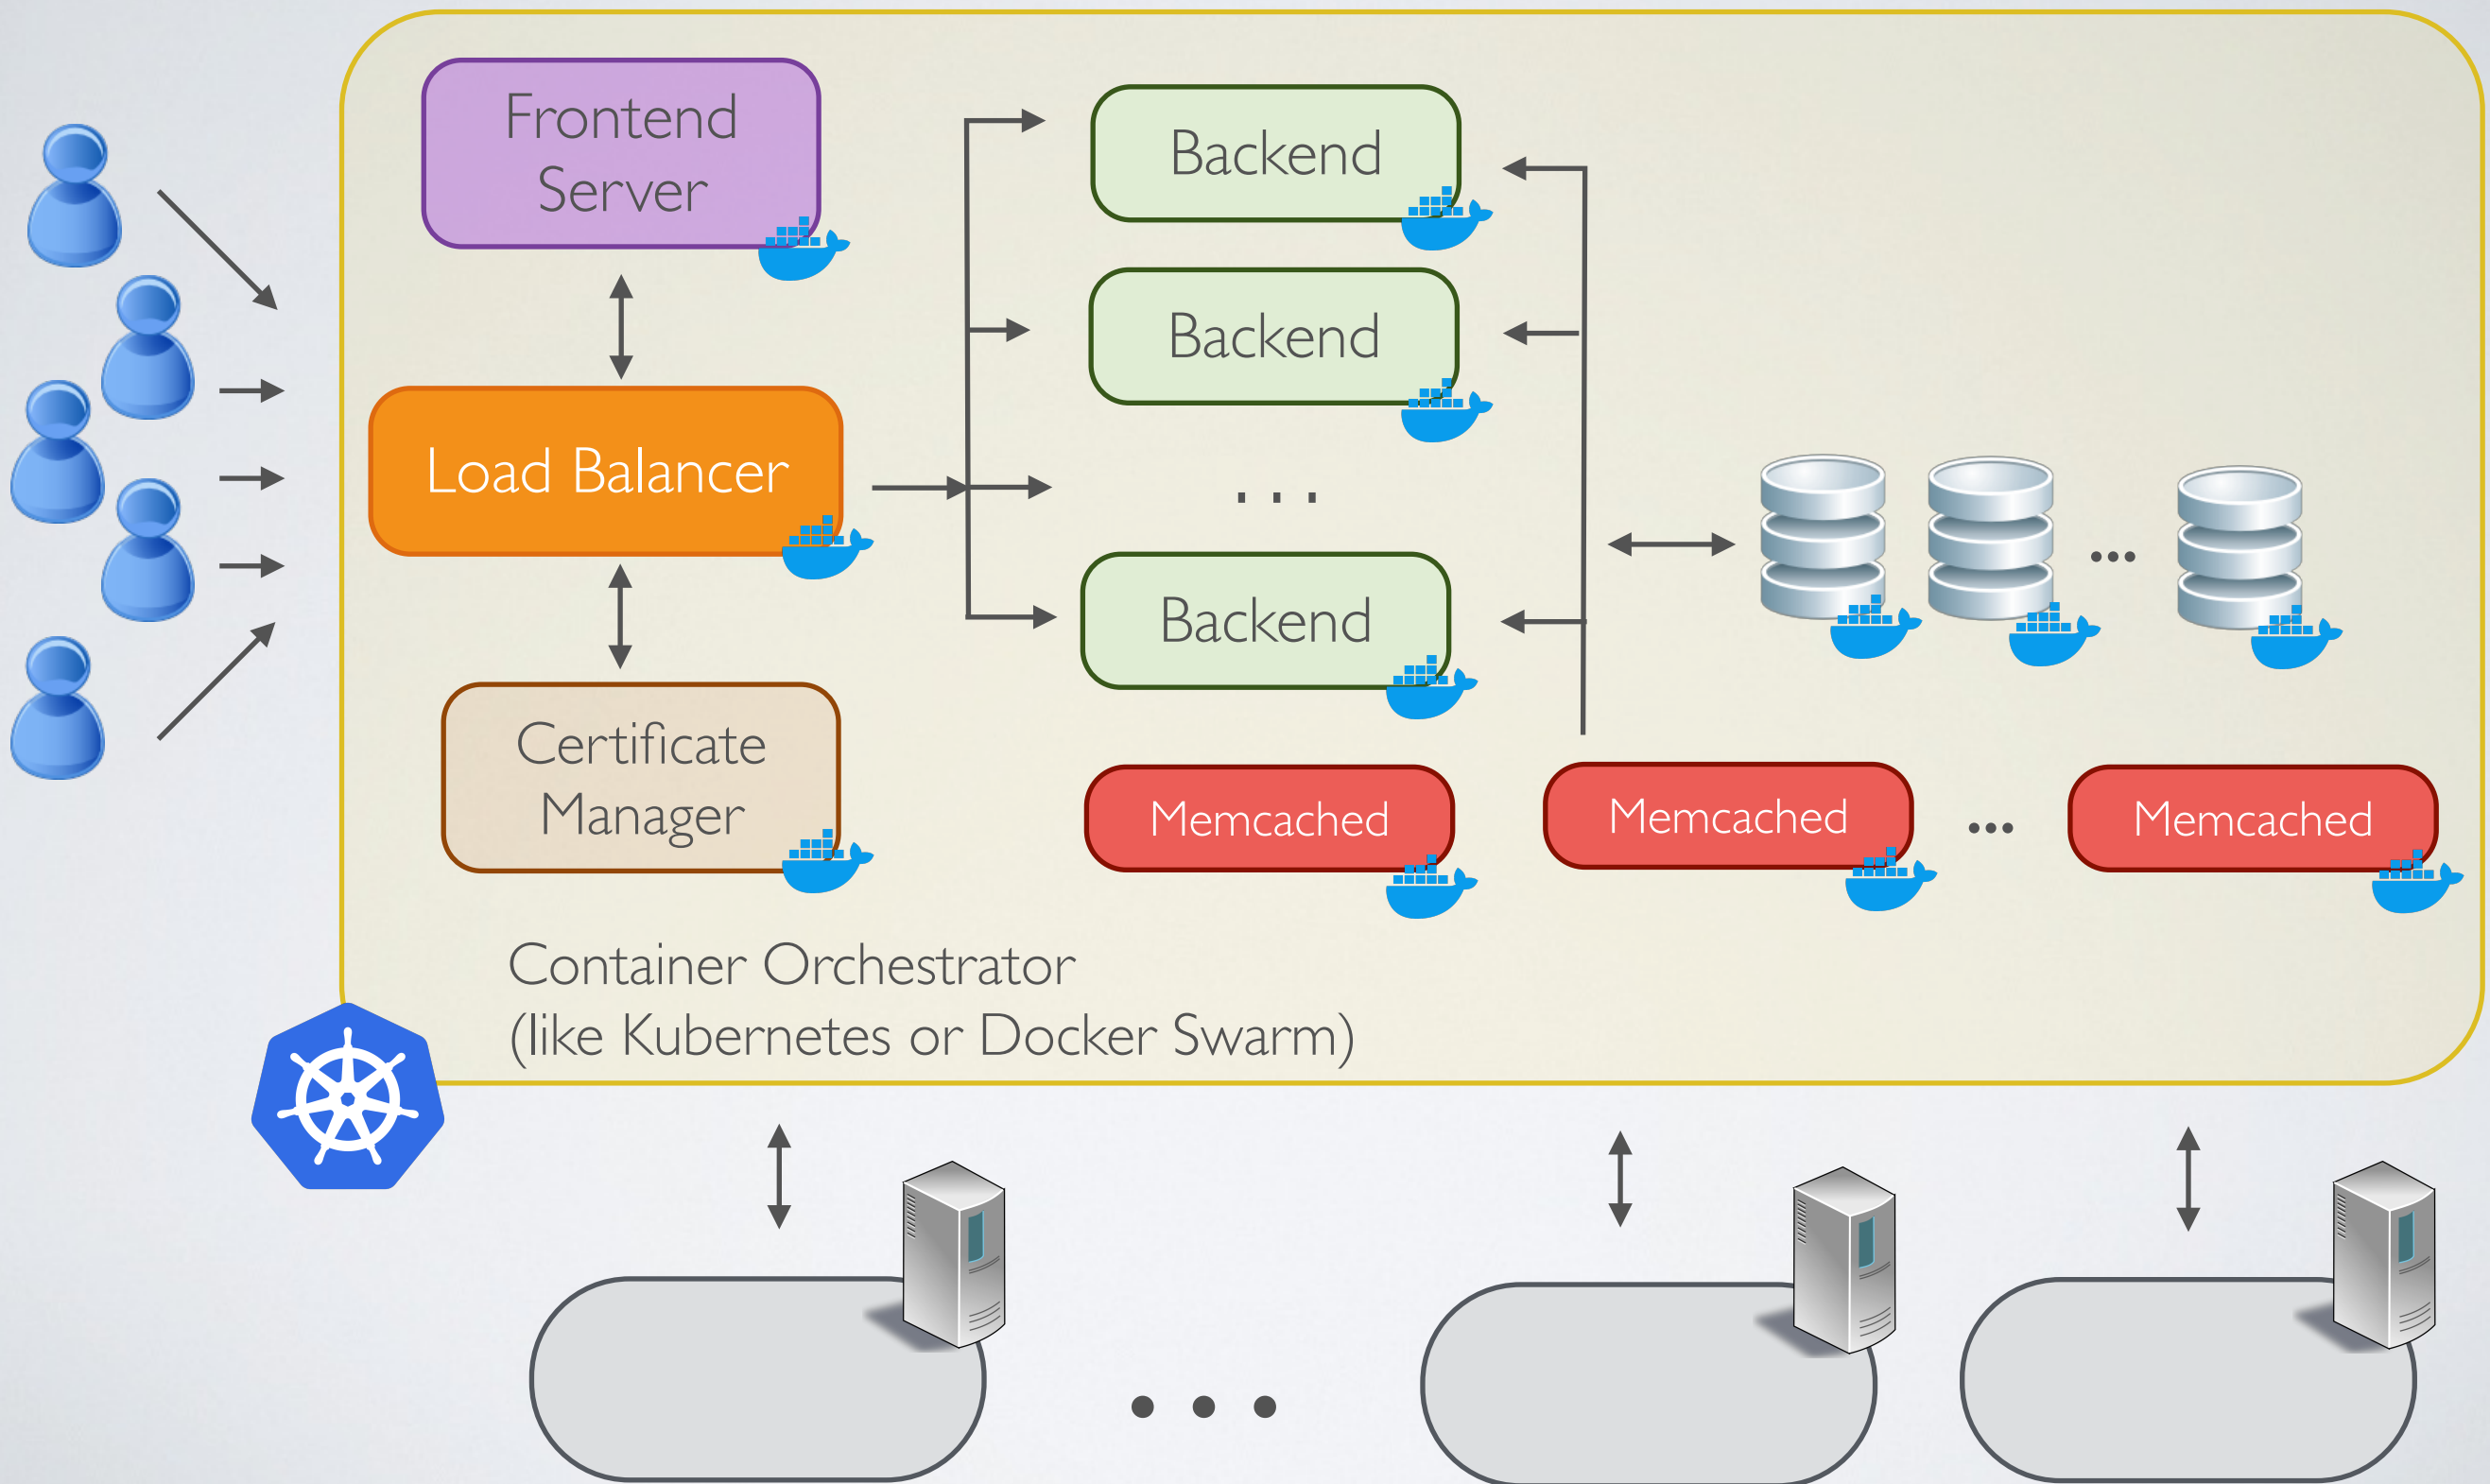 Frontend
Server
Load Balancer
Certificate
Manager
Backend
Backend
...
Backend
...
Memcached
Memcached
...
Memcached
Container Orchestrator
(like Kubernetes or Docker Swarm)
...